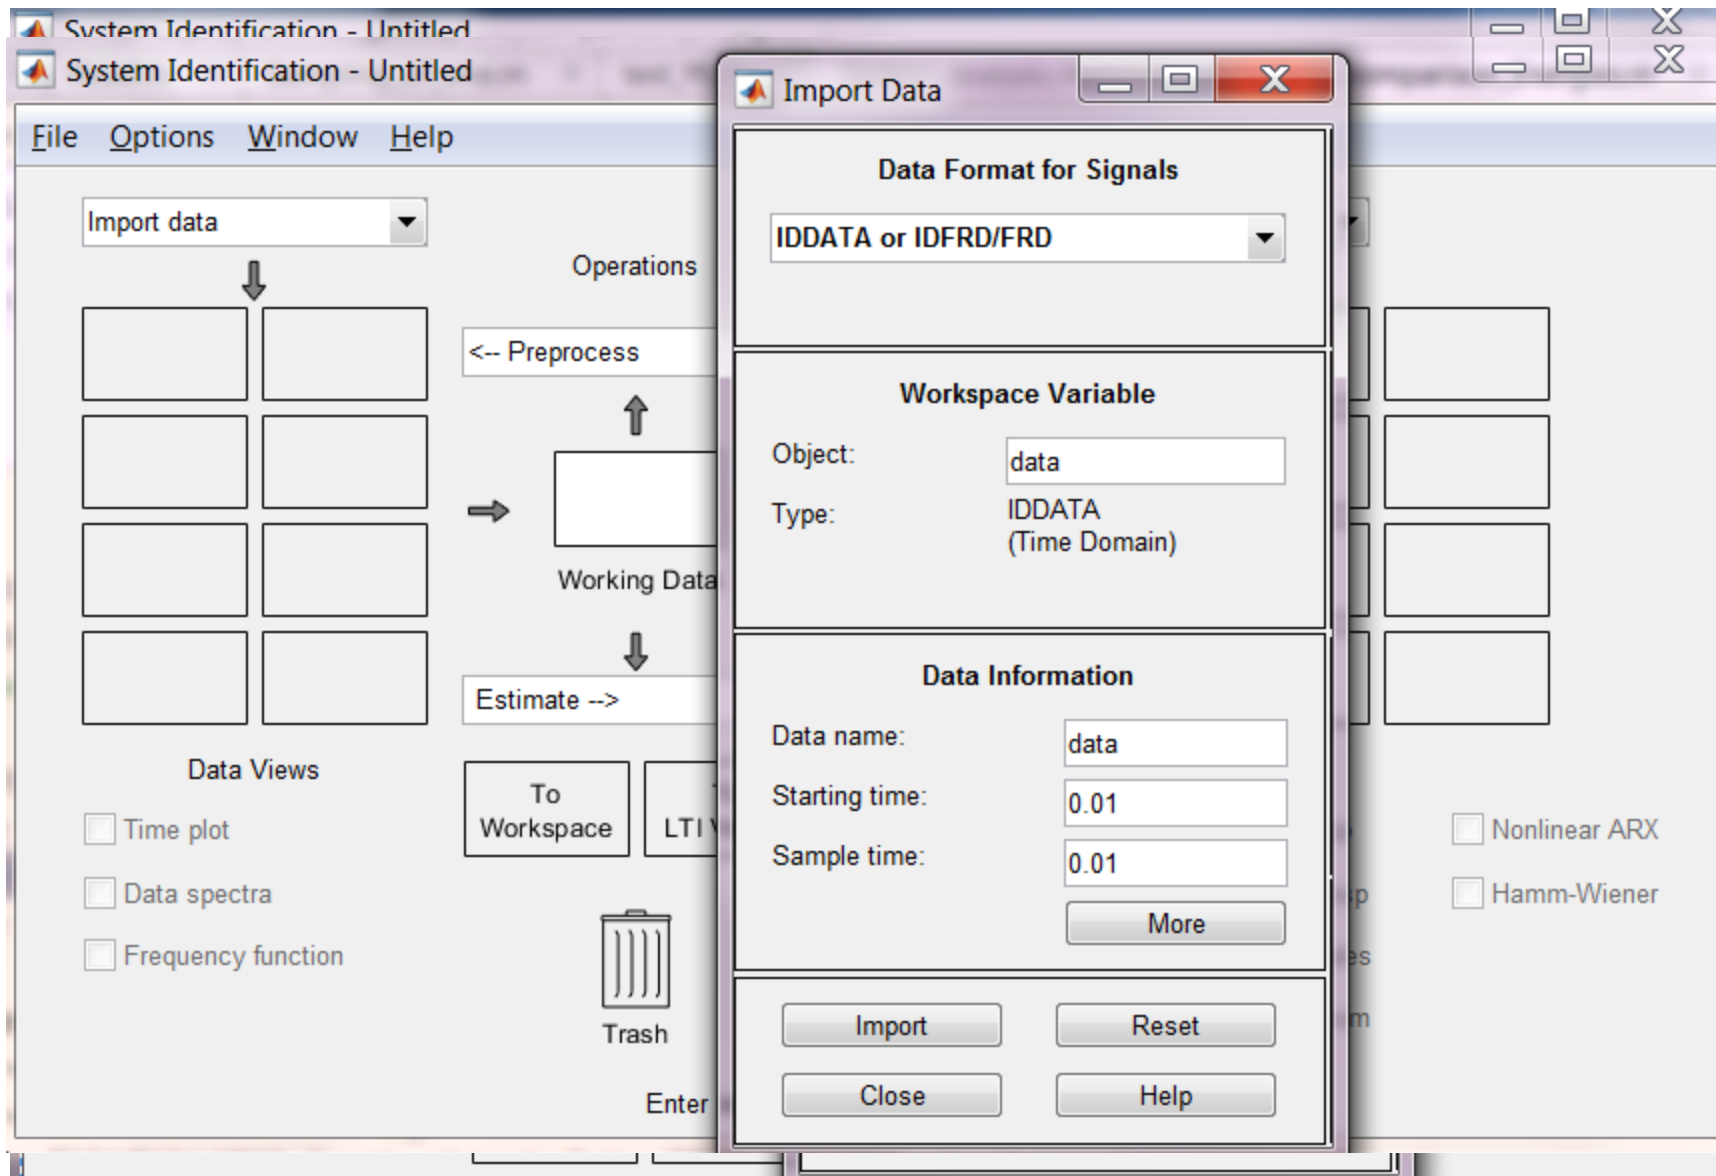 System Identification - Untitled
System Identification - Untitled
File Options Window Help
Import data
Operations
<-- Preprocess
Working Data
Estimate -->
Data Views
Time plot
Data spectra
Frequency function
To
Workspace
LTI
Trash
Enter
Import Data
Data Format for Signals
IDDATA or IDFRD/FRD
Workspace Variable
Object: data
Type: IDDATA
(Time Domain)
Data Information
Data name: data
Starting time: 0.01
Sample time: 0.01
More
Import Reset
Close Help
Nonlinear ARX
Hamm-Wiener